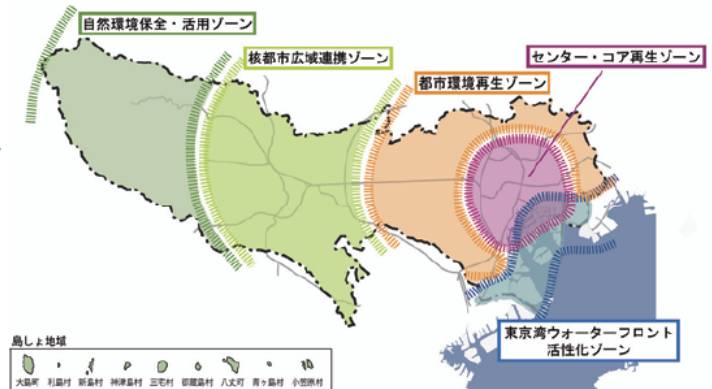 自然環境保全・活用ゾーン
核都市広域連携ゾーン
センター・コア再生ゾーン
都市環境再生ゾーン
東京湾ウォーターフロント
活性化ゾーン
島しょ地域
大島町 利島村 新島村 神津島村 三宅村 御蔵島村 八丈町 青ヶ島村 小笠原村